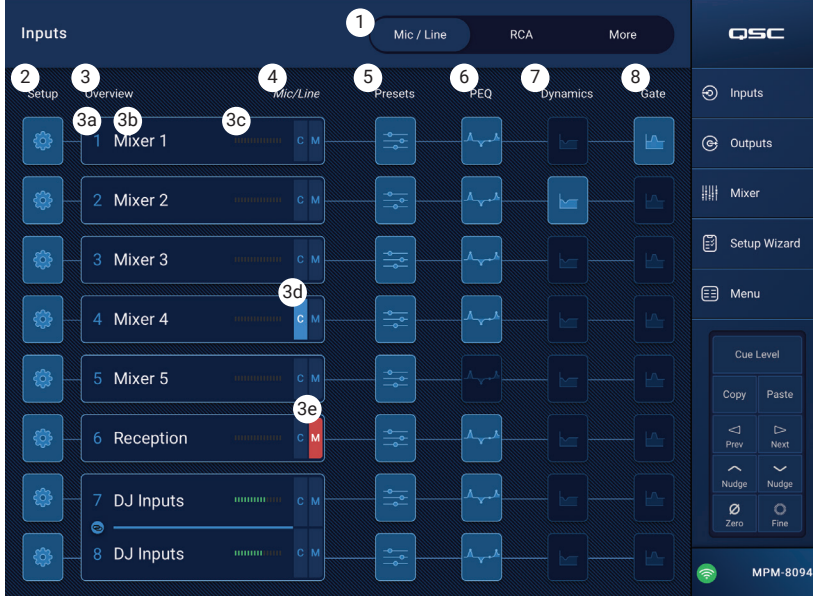 1
Inputs
Mic / Line RCA More
QSC
2 3 4 5 6 7 8
Setup Overview Mic/Line Presets PEQ Dynamics Gate
Inputs
3a 3b 3c
1 Mixer 1 C M
Outputs
2 Mixer 2 C M
Mixer
3 Mixer 3 C M
Setup Wizard
3d
4 Mixer 4 C M
Menu
5 Mixer 5 C M
3e
6 Reception C M
7 DJ Inputs C M
8 DJ Inputs C M
Cue Level
Copy Paste
Prev Next
Nudge Nudge
Zero Fine
MPM-8094